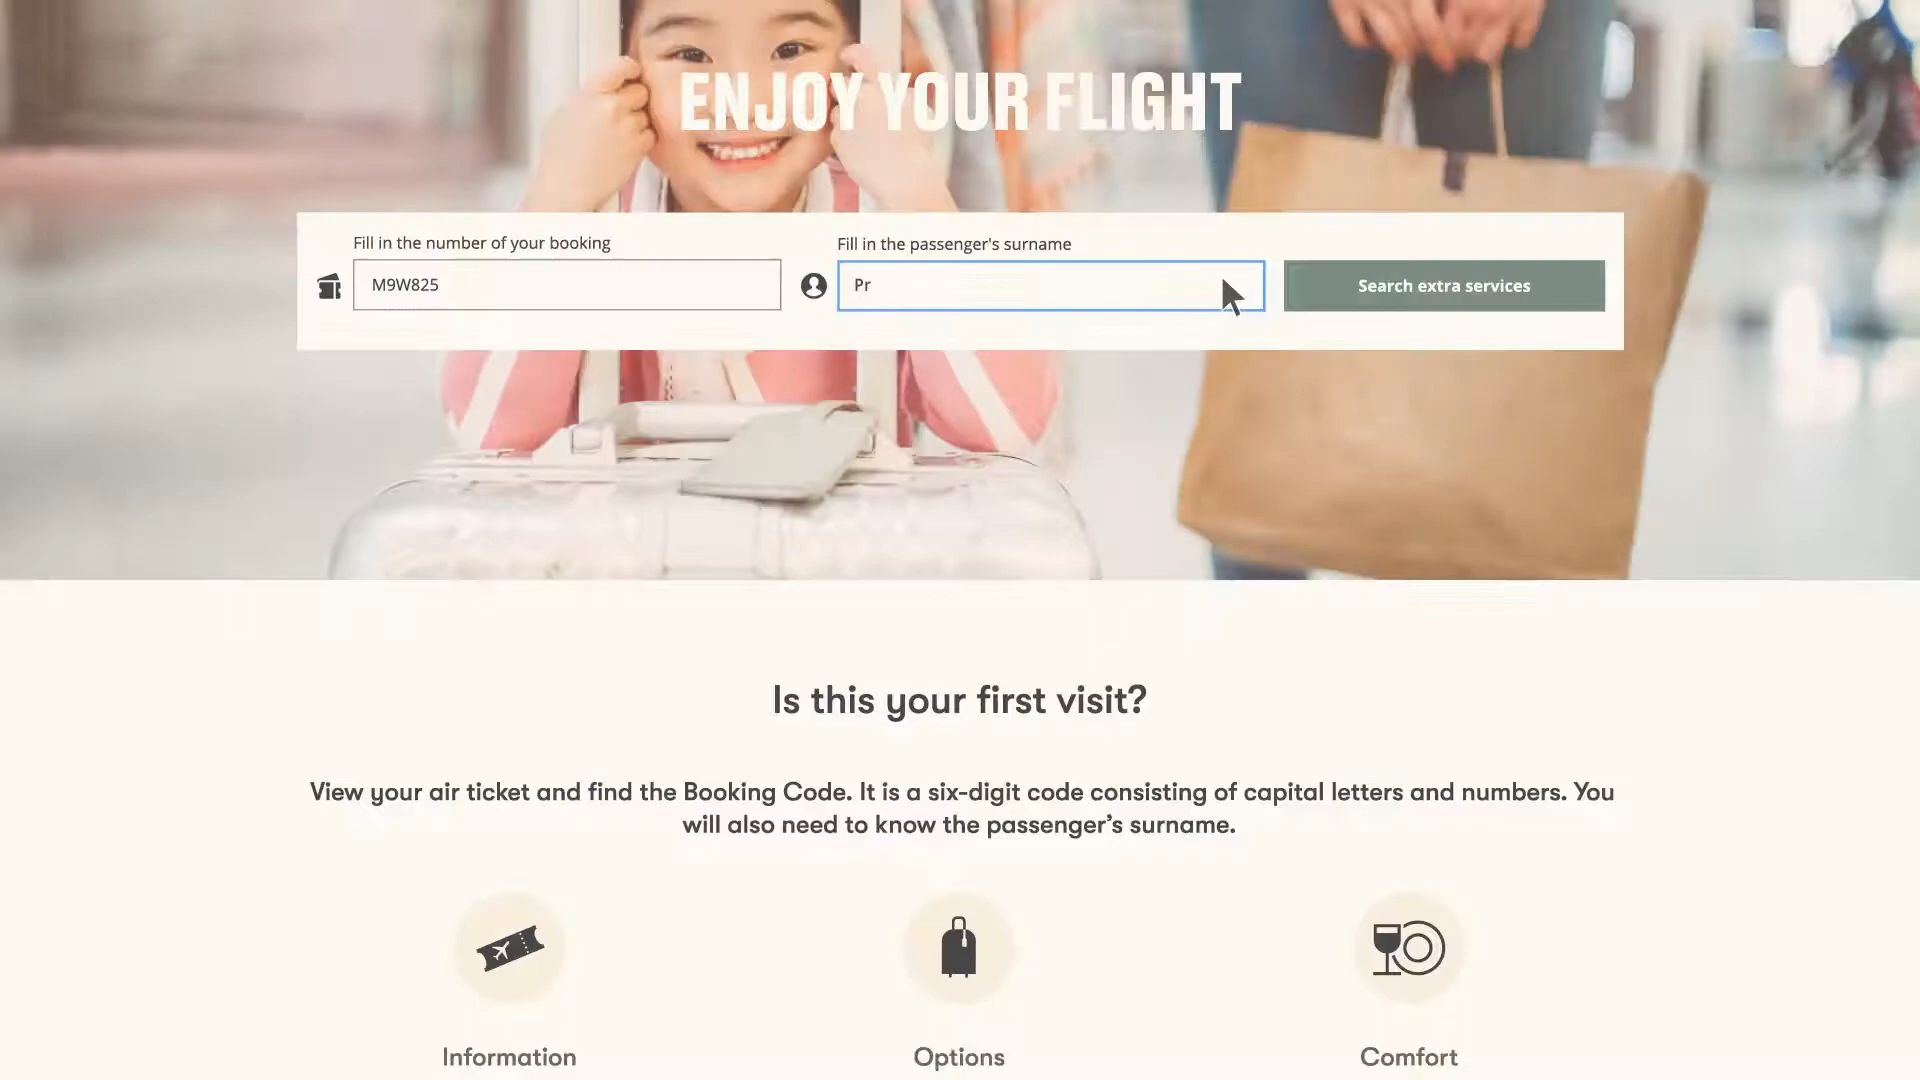 ENJOY YOUR FLIGHT
Fill in the number of your booking
M9W825
Fill in the passenger's surname
Pr
Search extra services
Is this your first visit?
View your air ticket and find the Booking Code. It is a six-digit code consisting of capital letters and numbers. You
will also need to know the passenger’s surname.
Information
Options
Comfort